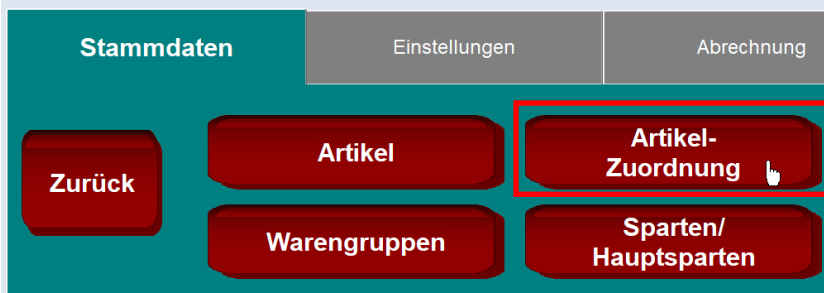 Stammdaten
Einstellungen
Abrechnung
Zurück
Artikel
Artikel-
Zuordnung
Warengruppen
Sparten/
Hauptsparten